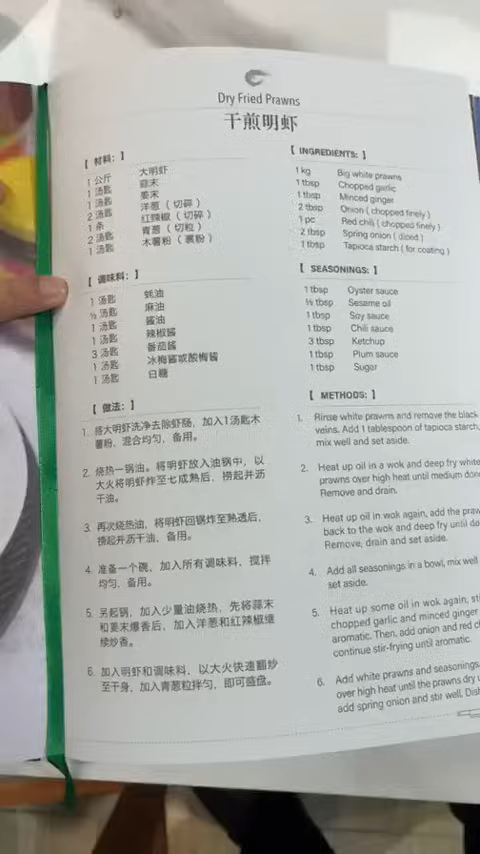 Dry Fried Prawns
干煎明虾
【 材料：】
1 公斤 大明虾
1 汤匙 蒜末
1 汤匙 姜末
2 汤匙 洋葱（切碎）
1 条 红辣椒（切碎）
2 汤匙 青葱（切粒）
1 汤匙 木薯粉（裹粉）
【 调味料：】
1 汤匙 蚝油
½ 汤匙 麻油
1 汤匙 酱油
1 汤匙 辣椒酱
3 汤匙 番茄酱
1 汤匙 冰梅酱或酸梅酱
1 汤匙 白糖
【 做法：】
1. 将大明虾洗净去除虾肠，加入1汤匙木
薯粉，混合均匀，备用。
2. 烧热一锅油。将明虾放入油锅中，以
大火将明虾炸至七成熟后，捞起并沥
干油。
3. 再次烧热油，将明虾回锅炸至熟透后，
捞起并沥干油，备用。
4. 准备一个碗，加入所有调味料，搅拌
均匀，备用。
5. 另起锅，加入少量油烧热，先将蒜末
和姜末爆香后，加入洋葱和红辣椒继
续炒香。
6. 加入明虾和调味料，以大火快速翻炒
至干身，加入青葱粒拌匀，即可盛盘。
【 INGREDIENTS: 】
1 kg Big white prawns
1 tbsp Chopped garlic
1 tbsp Minced ginger
2 tbsp Onion ( chopped finely )
1 pc Red chili ( chopped finely )
2 tbsp Spring onion ( diced )
1 tbsp Tapioca starch ( for coating )
【 SEASONINGS: 】
1 tbsp Oyster sauce
½ tbsp Sesame oil
1 tbsp Soy sauce
1 tbsp Chili sauce
3 tbsp Ketchup
1 tbsp Plum sauce
1 tbsp Sugar
【 METHODS: 】
1. Rinse white prawns and remove the black
veins. Add 1 tablespoon of tapioca starch,
mix well and set aside.
2. Heat up oil in a wok and deep fry white
prawns over high heat until medium done.
Remove and drain.
3. Heat up oil in wok again, add the
back to the wok and deep fry until
Remove, drain and set aside.
4. Add all seasonings in a bowl, mix well
set aside.
5. Heat up some oil in wok again,
chopped garlic and minced ginger
aromatic. Then, add onion and red
continue stir-frying until aromatic.
6. Add white prawns and seasonings
over high heat until the prawns dry
add spring onion and stir well.